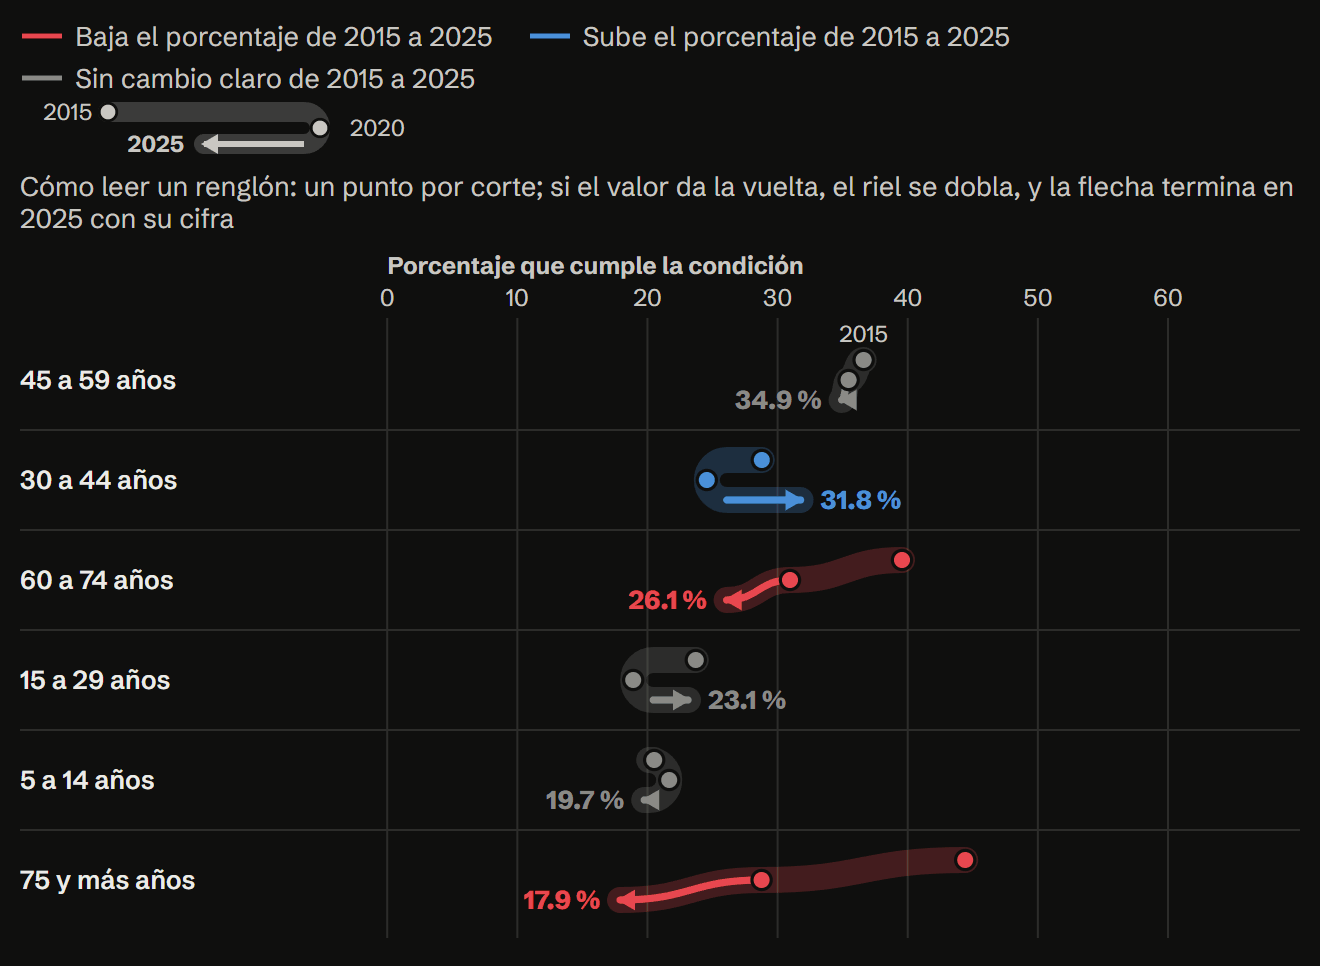 Baja el porcentaje de 2015 a 2025
Sube el porcentaje de 2015 a 2025
Sin cambio claro de 2015 a 2025
2015
2020
2025
Cómo leer un renglón: un punto por corte; si el valor da la vuelta, el riel se dobla, y la flecha termina en
2025 con su cifra
Porcentaje que cumple la condición
0 10 20 30 40 50 60
2015
45 a 59 años
34.9 %
30 a 44 años
31.8 %
60 a 74 años
26.1 %
15 a 29 años
23.1 %
5 a 14 años
19.7 %
75 y más años
17.9 %